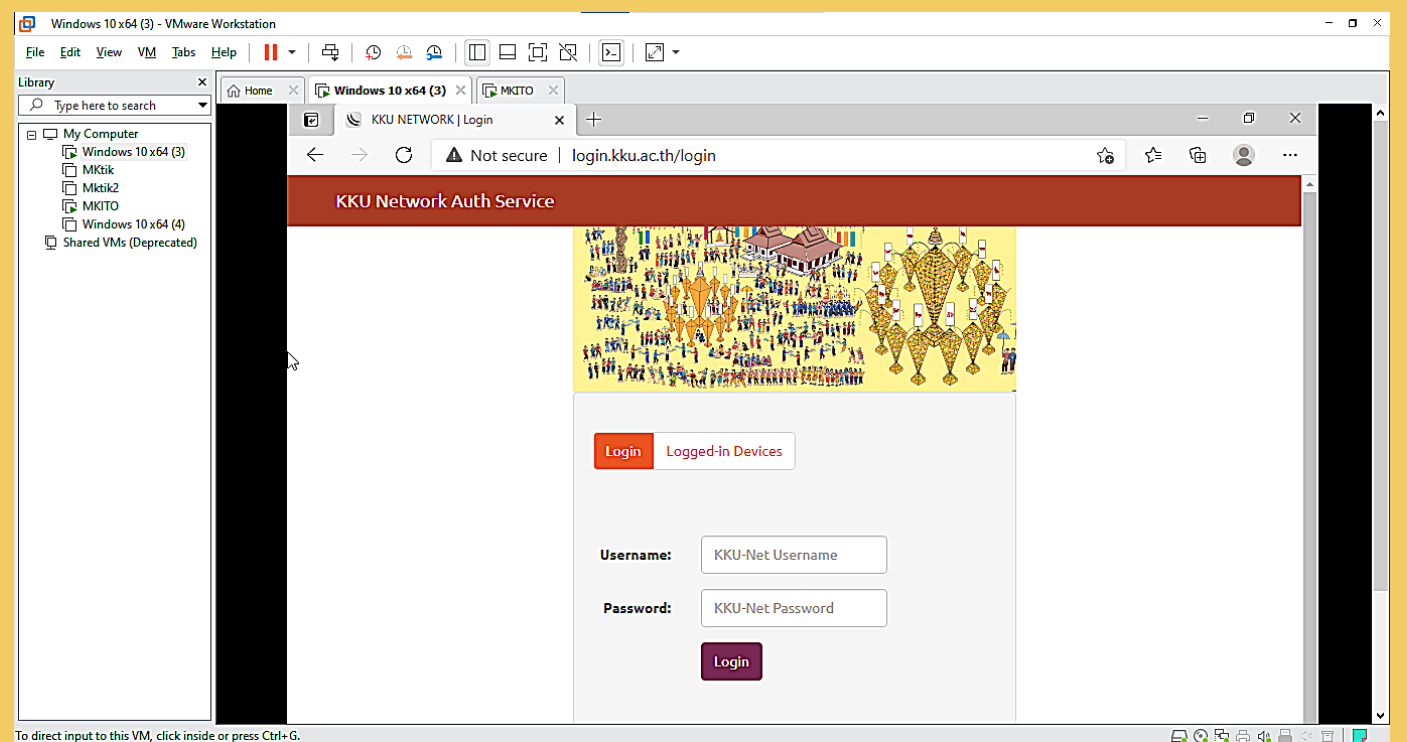 Windows 10 x64 (3) - VMware Workstation
File Edit View VM Tabs Help
Library
Type here to search
My Computer
Windows 10 x64 (3)
MKtik
Mktik2
MKITO
Windows 10 x64 (4)
Shared VMs (Deprecated)
Home Windows 10 x64 (3) MKITO
KKU NETWORK | Login
Not secure | login.kku.ac.th/login
KKU Network Auth Service
Login Logged-in Devices
Username: KKU-Net Username
Password: KKU-Net Password
Login
To direct input to this VM, click inside or press Ctrl+G.